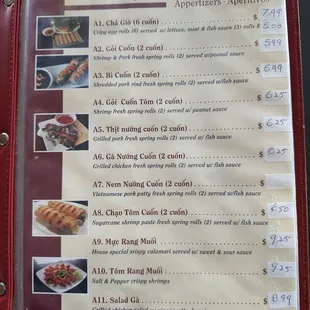 Appertizers - Aperitivos
A1. Chả Giò (6 cuốn) $ 7.99
Cripy egg rolls (6) served w/ lettuce, mint & fish sauce (3) rolls $ 5.00
A2. Gỏi Cuốn (2 cuốn) $ 5.99
Shrimp & Pork fresh spring rolls (2) served w/peanut sauce
A3. Bì Cuốn (2 cuốn) $ 5.99
Shredded pork rind fresh spring rolls (2) served w/fish sauce
A4. Gỏi Cuốn Tôm (2 cuốn) $ 6.25
Shrimp fresh spring rolls (2) served w/peanut sauce
A5. Thịt nướng cuốn (2 cuốn) $ 6.25
Grilled pork fresh spring rolls (2) served w/ fish sauce
A6. Gà Nướng Cuốn (2 cuốn) $ 6.25
Grilled chicken fresh spring rolls (2) served w/ fish sauce
A7. Nem Nướng Cuốn (2 cuốn) $
Vietnamese pork patty fresh spring rolls (2) served w/fish sauce
A8. Chạo Tôm Cuốn (2 cuốn) $ 6.50
Sugarcane shrimp paste fresh spring rolls (2) served w/ fish sauce
A9. Mực Rang Muối $ 9.25
House special crispy calamari served w/ sweet and sour sauce
A10. Tôm Rang Muối $ 9.25
Salt & Pepper crispy shrimps
A11. Salad Gà $ 8.99